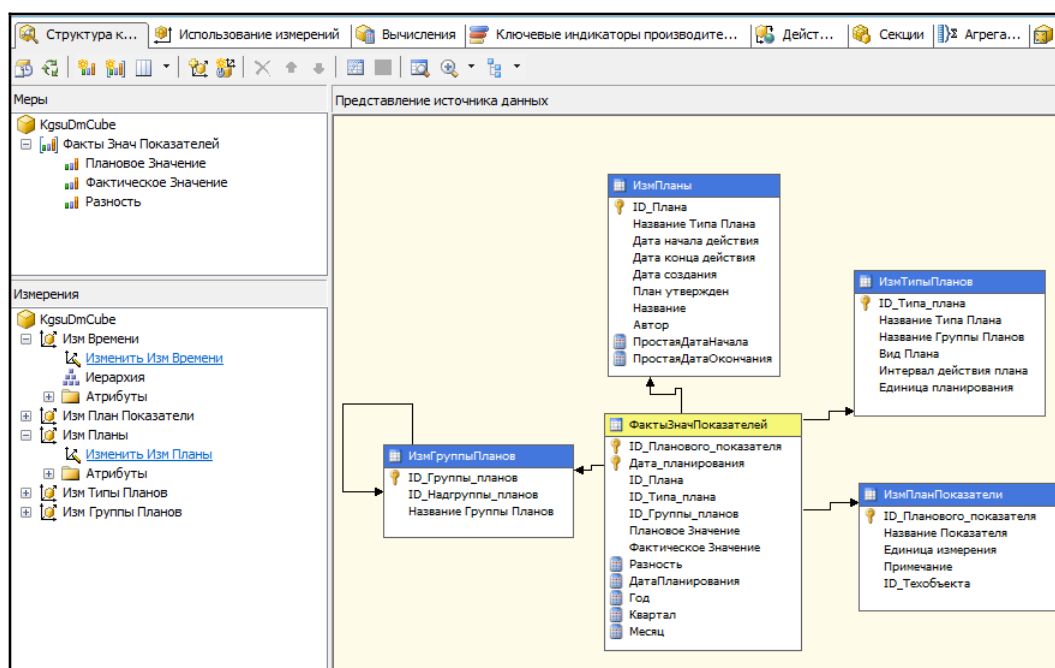 Структура к...
Использование измерений
Вычисления
Ключевые индикаторы производите...
Дейст...
Секции
Агрега...
Меры
KgsuDmCube
Факты Знач Показателей
Плановое Значение
Фактическое Значение
Разность
Измерения
KgsuDmCube
Изм Времени
Изменить Изм Времени
Иерархия
Атрибуты
Изм План Показатели
Изм Планы
Изменить Изм Планы
Атрибуты
Изм Типы Планов
Изм Группы Планов
Представление источника данных
ИзмПланы
ID_Плана
Название Типа Плана
Дата начала действия
Дата конца действия
Дата создания
План утвержден
Название
Автор
ПростаяДатаНачала
ПростаяДатаОкончания
ИзмТипыПланов
ID_Типа_плана
Название Типа Плана
Название Группы Планов
Вид Плана
Интервал действия плана
Единица планирования
ИзмГруппыПланов
ID_Группы_планов
ID_Надгруппы_планов
Название Группы Планов
ФактыЗначПоказателей
ID_Планового_показателя
Дата_планирования
ID_Плана
ID_Типа_плана
ID_Группы_планов
Плановое Значение
Фактическое Значение
Разность
ДатаПланирования
Год
Квартал
Месяц
ИзмПланПоказатели
ID_Планового_показателя
Название Показателя
Единица измерения
Примечание
ID_Техобъекта